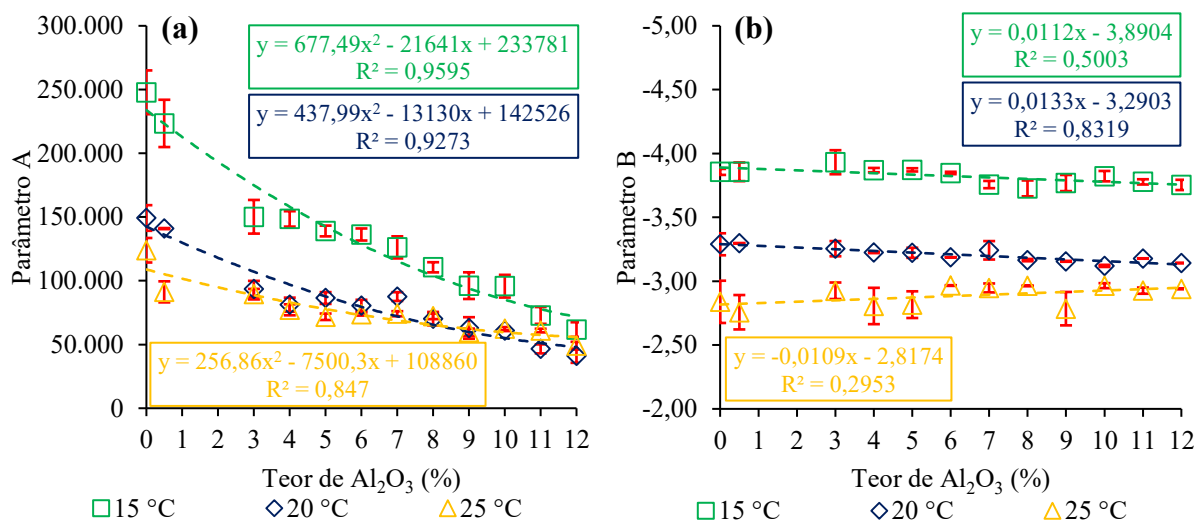 (a)
y = 677,49x² - 21641x + 233781
R² = 0,9595
y = 437,99x² - 13130x + 142526
R² = 0,9273
y = 256,86x² - 7500,3x + 108860
R² = 0,847
Parâmetro A
300.000
250.000
200.000
150.000
100.000
50.000
0
0 1 2 3 4 5 6 7 8 9 10 11 12
Teor de Al₂O₃ (%)
15 °C 20 °C 25 °C
(b)
y = 0,0112x - 3,8904
R² = 0,5003
y = 0,0133x - 3,2903
R² = 0,8319
y = -0,0109x - 2,8174
R² = 0,2953
Parâmetro B
-5,00
-4,50
-4,00
-3,50
-3,00
-2,50
-2,00
0 1 2 3 4 5 6 7 8 9 10 11 12
Teor de Al₂O₃ (%)
15 °C 20 °C 25 °C